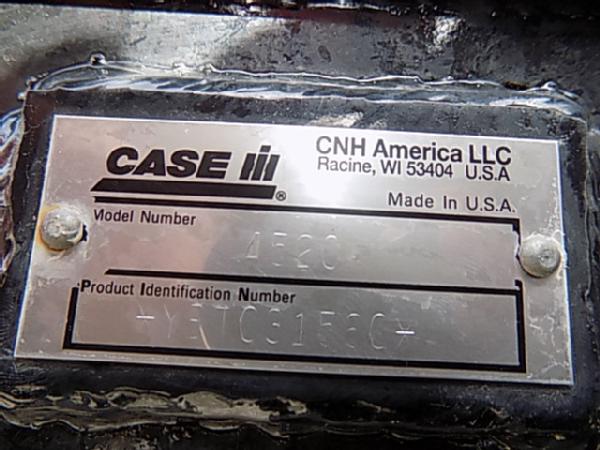 CASE IH ®
CNH America LLC
Racine, WI 53404 U.S.A
Made in U.S.A.
Model Number
4520
Product Identification Number